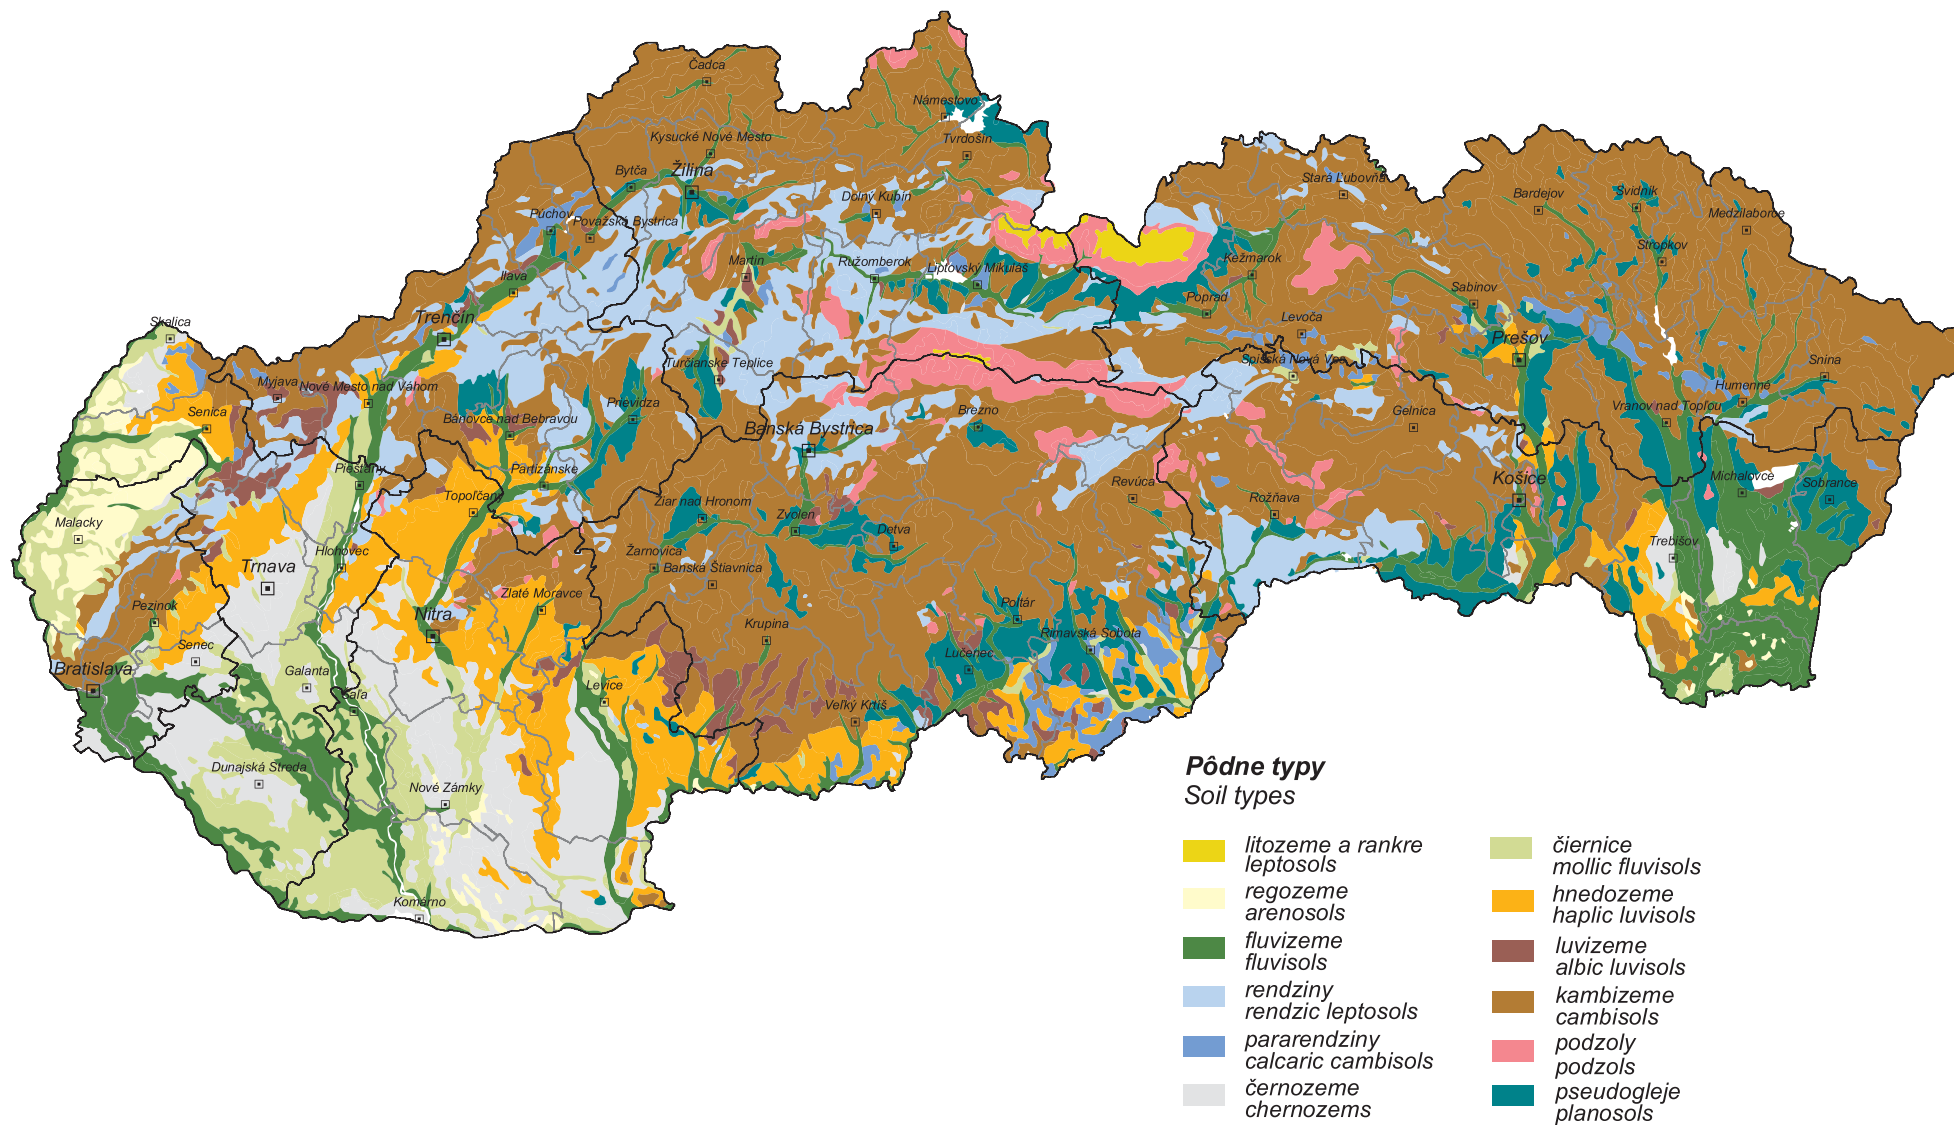 Čadca
Námestovo
Kysucké Nové Mesto
Tvrdošín
Bytča
Žilina
Stará Ľubovňa
Bardejov
Svidník
Dolný Kubín
Medzilaborce
Púchov
Považská Bystrica
Stropkov
Martin
Ružomberok
Liptovský Mikuláš
Kežmarok
Ilava
Sabinov
Poprad
Trenčín
Levoča
Skalica
Prešov
Turčianske Teplice
Spišská Nová Ves
Snina
Myjava
Nové Mesto nad Váhom
Humenné
Prievidza
Vranov nad Topľou
Senica
Bánovce nad Bebravou
Brezno
Gelnica
Banská Bystrica
Piešťany
Partizánske
Michalovce
Košice
Revúca
Sobrance
Topoľčany
Žiar nad Hronom
Rožňava
Malacky
Zvolen
Detva
Hlohovec
Žarnovica
Trebišov
Trnava
Banská Štiavnica
Pezinok
Zlaté Moravce
Poltár
Nitra
Krupina
Rimavská Sobota
Senec
Lučenec
Bratislava
Galanta
Levice
Šaľa
Veľký Krtíš
Dunajská Streda
Nové Zámky
Komárno
Pôdne typy
Soil types
litozeme a rankre
leptosols
regozeme
arenosols
fluvizeme
fluvisols
rendziny
rendzic leptosols
pararendziny
calcaric cambisols
černozeme
chernozems
čiernice
mollic fluvisols
hnedozeme
haplic luvisols
luvizeme
albic luvisols
kambizeme
cambisols
podzoly
podzols
pseudogleje
planosols